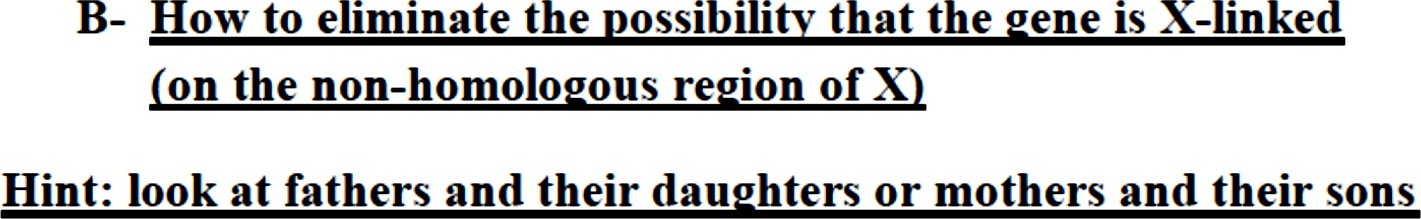 B- How to eliminate the possibility that the gene is X-linked
(on the non-homologous region of X)
Hint: look at fathers and their daughters or mothers and their sons